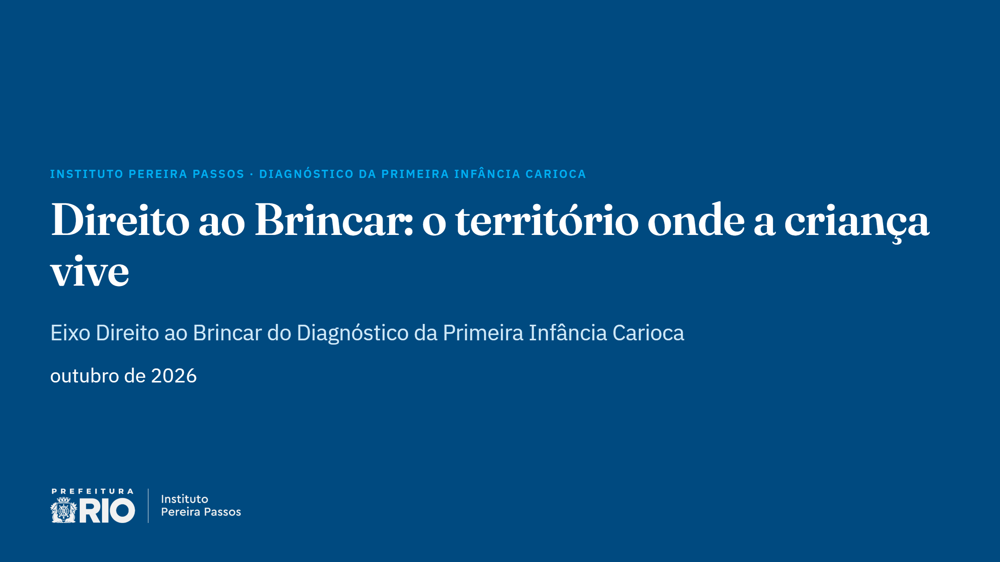 INSTITUTO PEREIRA PASSOS · DIAGNÓSTICO DA PRIMEIRA INFÂNCIA CARIOCA
Direito ao Brincar: o território onde a criança
vive
Eixo Direito ao Brincar do Diagnóstico da Primeira Infância Carioca
outubro de 2026
PREFEITURA
RIO
Instituto
Pereira Passos